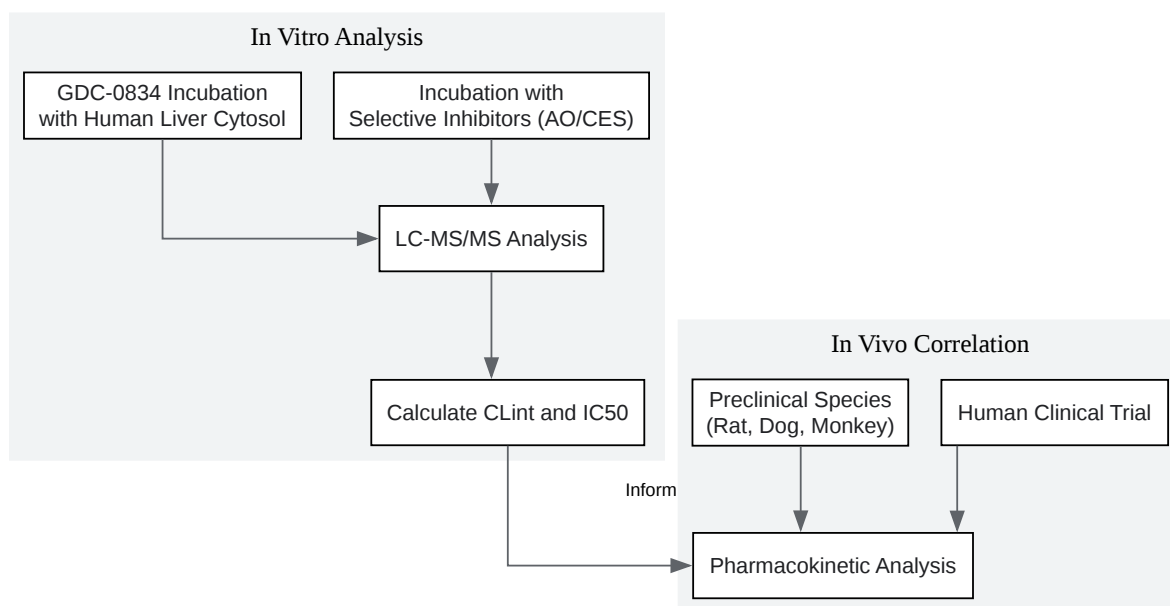 In Vitro Analysis
GDC-0834 Incubation
with Human Liver Cytosol
Incubation with
Selective Inhibitors (AO/CES)
LC-MS/MS Analysis
Calculate CLint and IC50
Inform
In Vivo Correlation
Preclinical Species
(Rat, Dog, Monkey)
Human Clinical Trial
Pharmacokinetic Analysis